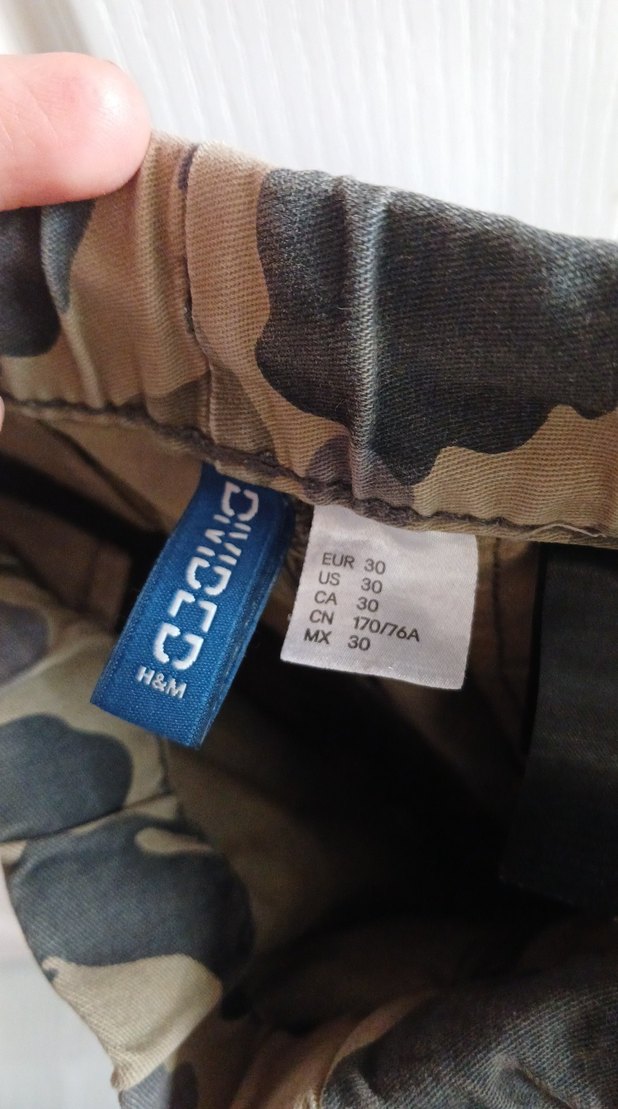 DIVIDED
H&M
EUR 30
US 30
CA 30
CN 170/76A
MX 30